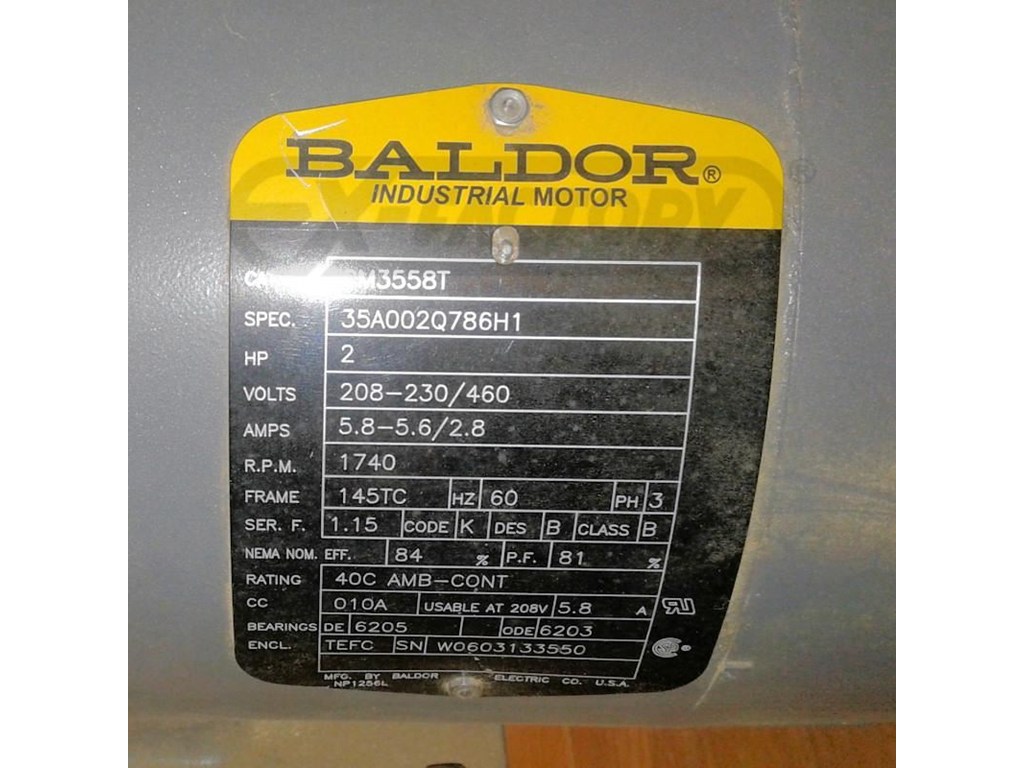 BALDOR®
INDUSTRIAL MOTOR
FACTORY
M3558T
SPEC. 35A002Q786H1
HP 2
VOLTS 208-230/460
AMPS 5.8-5.6/2.8
R.P.M. 1740
FRAME 145TC HZ 60 PH 3
SER. F. 1.15 CODE K DES B CLASS B
NEMA NOM. EFF. 84 % P.F. 81 %
RATING 40C AMB-CONT
CC 010A USABLE AT 208V 5.8 A
BEARINGS DE 6205 ODE 6203
ENCL. TEFC SN W0603133550
MFG. BY BALDOR ELECTRIC CO. U.S.A.
NP1256L